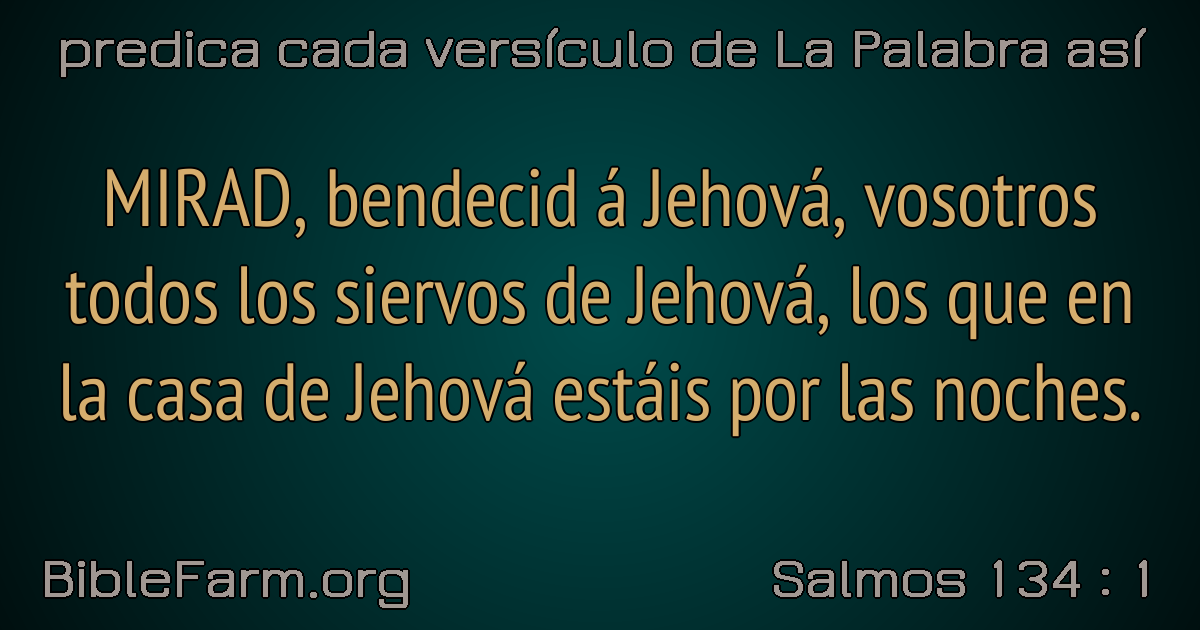 predica cada versículo de La Palabra así
MIRAD, bendecid á Jehová, vosotros
todos los siervos de Jehová, los que en
la casa de Jehová estáis por las noches.
BibleFarm.org
Salmos 134 : 1